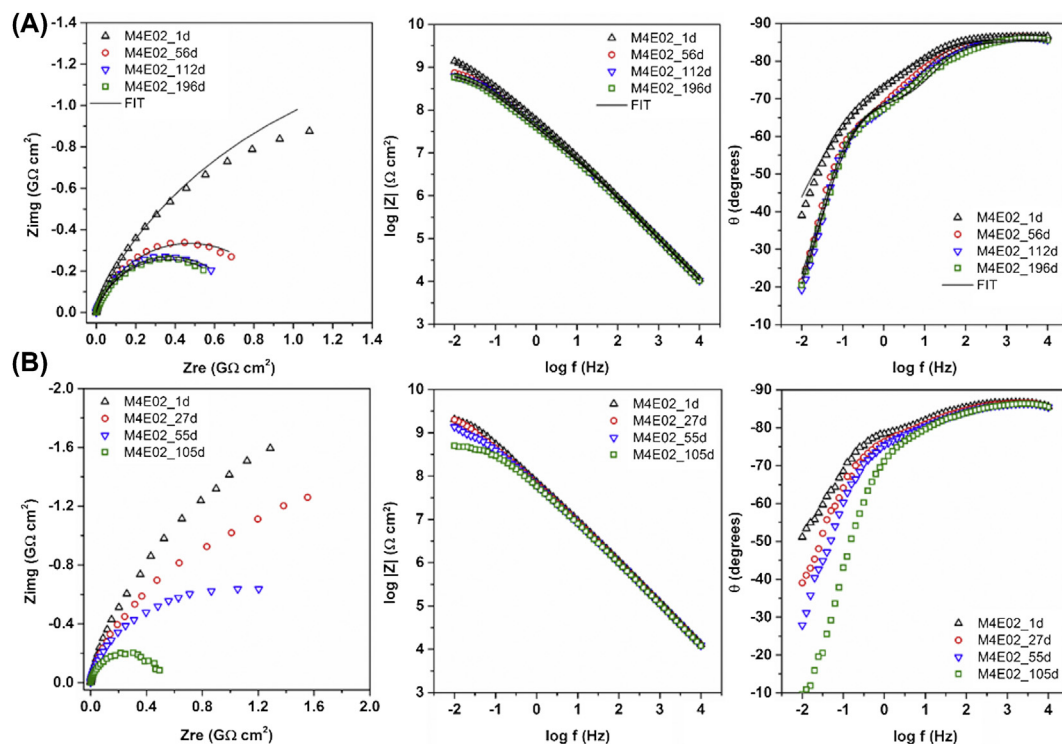 (A)
M4E02_1d
M4E02_56d
M4E02_112d
M4E02_196d
FIT
-1.4
-1.2
-1.0
-0.8
-0.6
-0.4
-0.2
0.0
Zimg (GΩ cm²)
0.0 0.2 0.4 0.6 0.8 1.0 1.2 1.4
Zre (GΩ cm²)
M4E02_1d
M4E02_56d
M4E02_112d
M4E02_196d
FIT
10
9
8
7
6
5
4
3
log |Z| (Ω cm²)
-2 -1 0 1 2 3 4
log f (Hz)
-90
-80
-70
-60
-50
-40
-30
-20
-10
θ (degrees)
M4E02_1d
M4E02_56d
M4E02_112d
M4E02_196d
FIT
-2 -1 0 1 2 3 4
log f (Hz)
(B)
M4E02_1d
M4E02_27d
M4E02_55d
M4E02_105d
-2.0
-1.6
-1.2
-0.8
-0.4
0.0
Zimg (GΩ cm²)
0.0 0.4 0.8 1.2 1.6 2.0
Zre (GΩ cm²)
M4E02_1d
M4E02_27d
M4E02_55d
M4E02_105d
10
9
8
7
6
5
4
3
log |Z| (Ω cm²)
-2 -1 0 1 2 3 4
log f (Hz)
-90
-80
-70
-60
-50
-40
-30
-20
-10
θ (degrees)
M4E02_1d
M4E02_27d
M4E02_55d
M4E02_105d
-2 -1 0 1 2 3 4
log f (Hz)